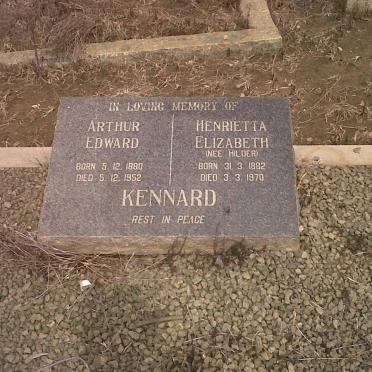 IN LOVING MEMORY OF
ARTHUR
EDWARD
BORN 5.12.1880
DIED 5.12.1952
HENRIETTA
ELIZABETH
(NEE HILDER)
BORN 31.3.1882
DIED 3.3.1970
KENNARD
REST IN PEACE